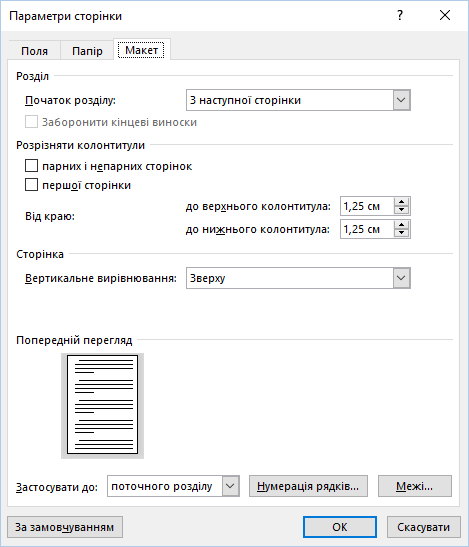 Параметри сторінки
Поля Папір Макет
Розділ
Початок розділу: З наступної сторінки
Заборонити кінцеві виноски
Розрізняти колонтитули
парних і непарних сторінок
першої сторінки
Від краю:
до верхнього колонтитула: 1,25 см
до нижнього колонтитула: 1,25 см
Сторінка
Вертикальне вирівнювання: Зверху
Попередній перегляд
Застосувати до: поточного розділу Нумерація рядків... Межі...
За замовчуванням ОК Скасувати